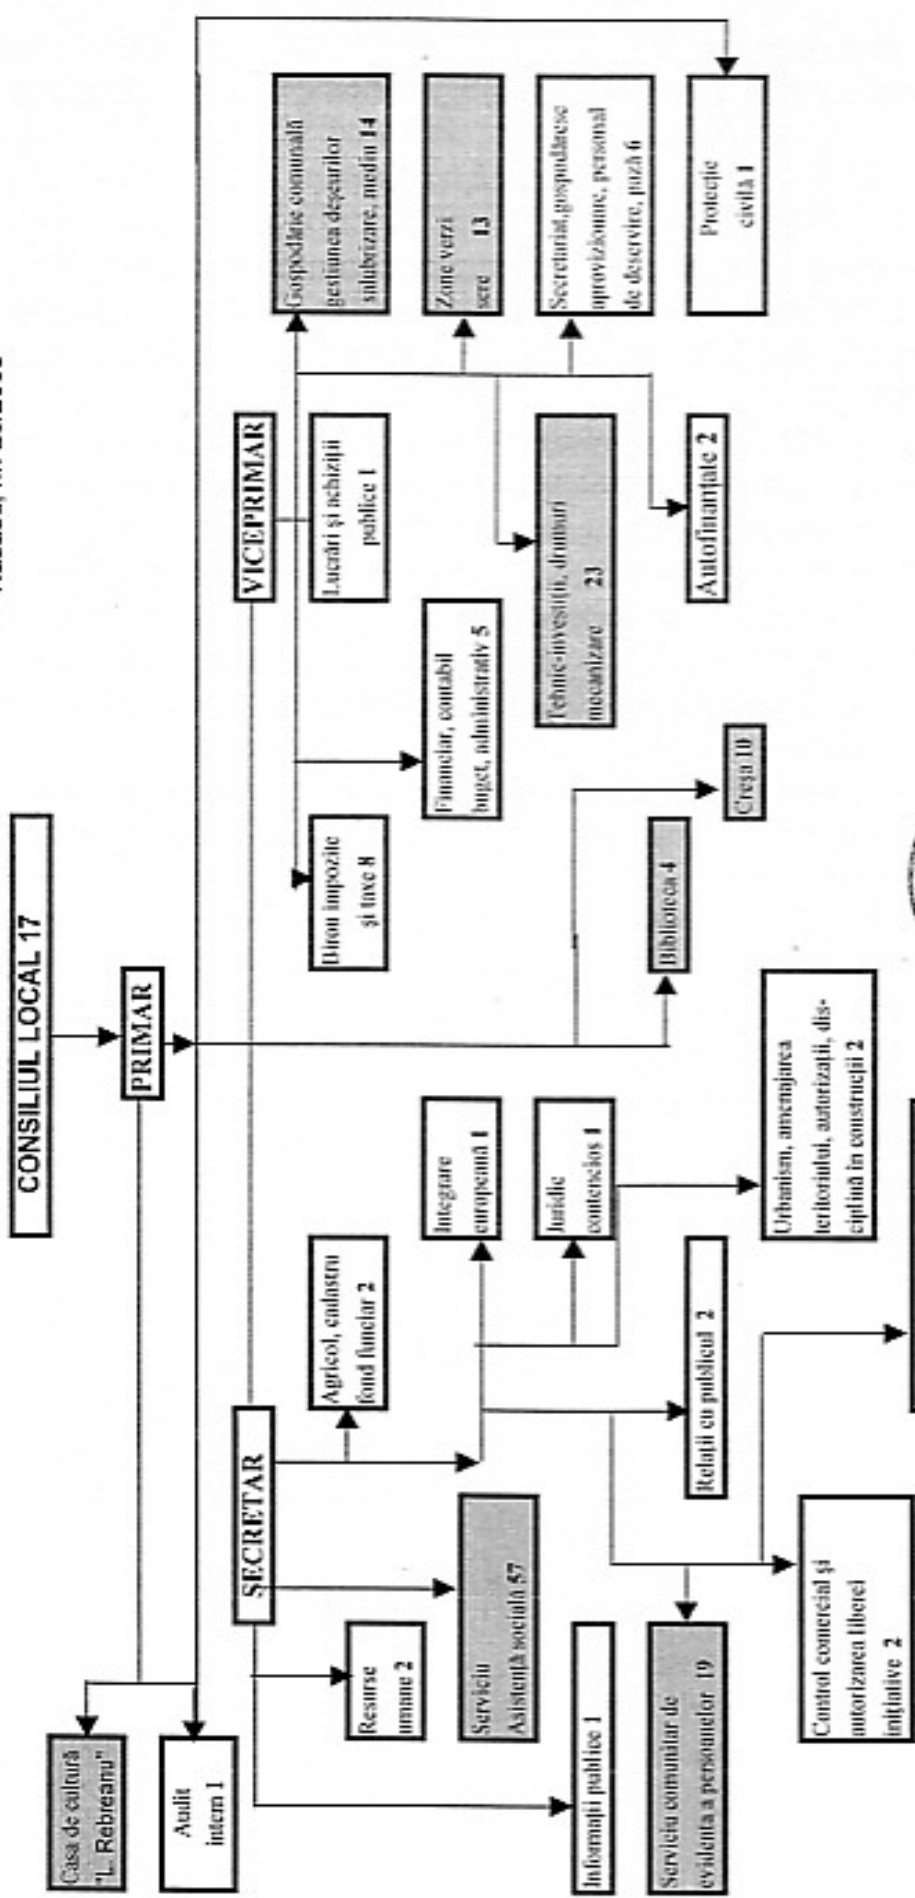 CONSILIUL LOCAL 17
PRIMAR
Casa de cultură
"L. Rebreanu"
Audit
intern 1
SECRETAR
VICEPRIMAR
Resurse
umane 2
Agricol, cadastru
fond funciar 2
Birou impozite
și taxe 8
Lucrări și achiziții
publice 1
Gospodărie comunală
gestiunea deșeurilor
salubrizare, mediu 14
Serviciu
Asistență socială 57
Integrare
europeană 1
Financiar, contabil
buget, administrativ 5
Zone verzi
sere 13
Informații publice 1
Juridic
contencios 1
Tehnic-investiții, drumuri
mecanizare 23
Secretariat,gospodăresc
aprovizionare, personal
de deservire, pază 6
Serviciu comunitar de
evidenta a persoanelor 19
Relații cu publicul 2
Biblioteca 4
Creșa 10
Autofinanțate 2
Protecție
civilă 1
Control comercial și
autorizarea liberei
inițiative 2
Urbanism, amenajarea
teritoriului, autorizații, dis-
ciplină în construcții 2